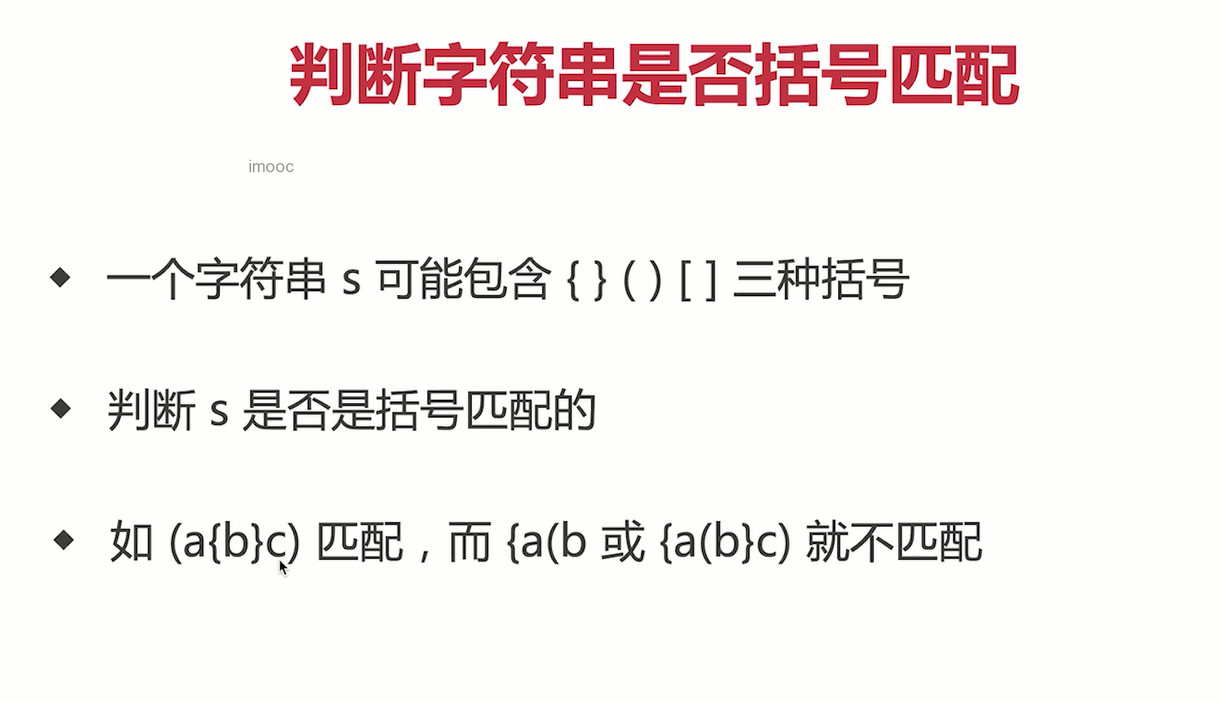 判断字符串是否括号匹配
imooc
一个字符串 s 可能包含 { } ( ) [ ] 三种括号
判断 s 是否是括号匹配的
如 (a{b}c) 匹配，而 {a(b 或 {a(b}c) 就不匹配